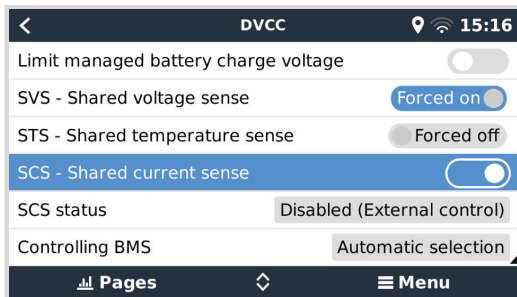 DVCC 15:16
Limit managed battery charge voltage
SVS - Shared voltage sense Forced on
STS - Shared temperature sense Forced off
SCS - Shared current sense
SCS status Disabled (External control)
Controlling BMS Automatic selection
Pages Menu